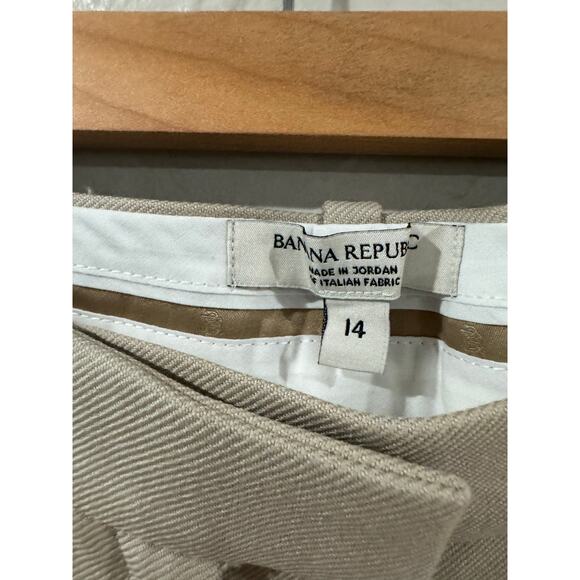 BANANA REPUBLIC
MADE IN JORDAN
OF ITALIAN FABRIC
14